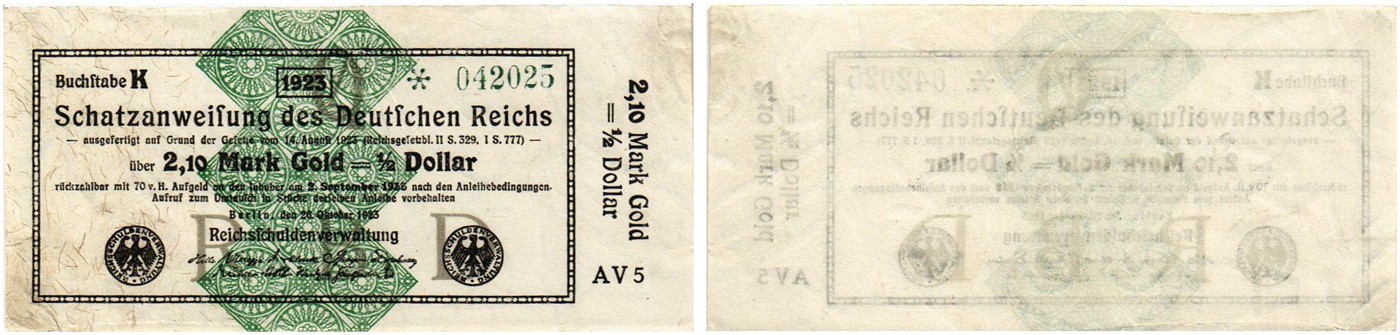 Buchſtabe K
1923
* 042025
Schatzanweiſung des Deutſchen Reichs
— ausgefertigt auf Grund der Geſetze vom 14. Auguſt 1923 (Reichsgeſetzbl. II S. 329, I S. 777) —
über 2,10 Mark Gold = ½ Dollar
rückzahlbar mit 70 v. H. Aufgeld an den Inhaber am 2. September 1935 nach den Anleihebedingungen.
Aufruf zum Umtauſch in Stücke derſelben Anleihe vorbehalten
Berlin, den 26. Oktober 1923
Reichsſchuldenverwaltung
REICHSSCHULDENVERWALTUNG
REICHSSCHULDENVERWALTUNG
2,10 Mark Gold
= ½ Dollar
AV 5